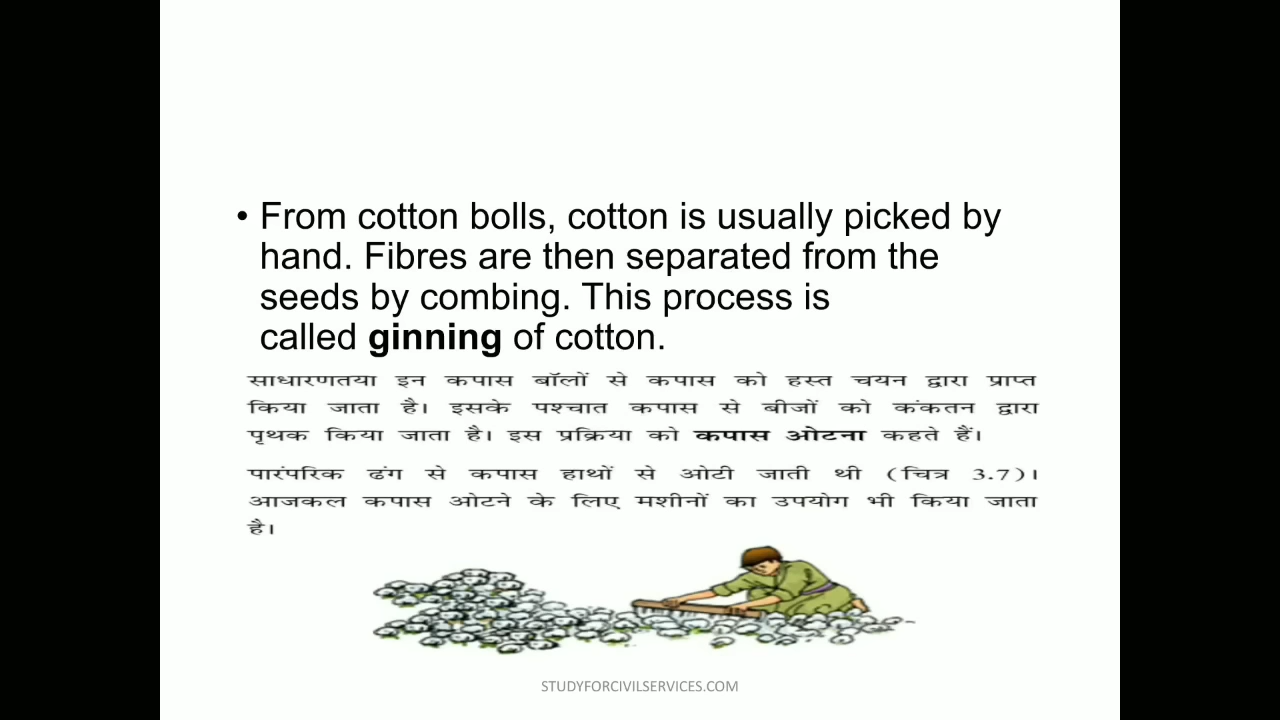 • From cotton bolls, cotton is usually picked by
hand. Fibres are then separated from the
seeds by combing. This process is
called ginning of cotton.
साधारणतया इन कपास बॉलों से कपास को हस्त चयन द्वारा प्राप्त
किया जाता है। इसके पश्चात कपास से बीजों को कंकतन द्वारा
पृथक किया जाता है। इस प्रक्रिया को कपास ओटना कहते हैं।
पारंपरिक ढंग से कपास हाथों से ओटी जाती थी (चित्र 3.7)।
आजकल कपास ओटने के लिए मशीनों का उपयोग भी किया जाता
है।
STUDYFORCIVILSERVICES.COM